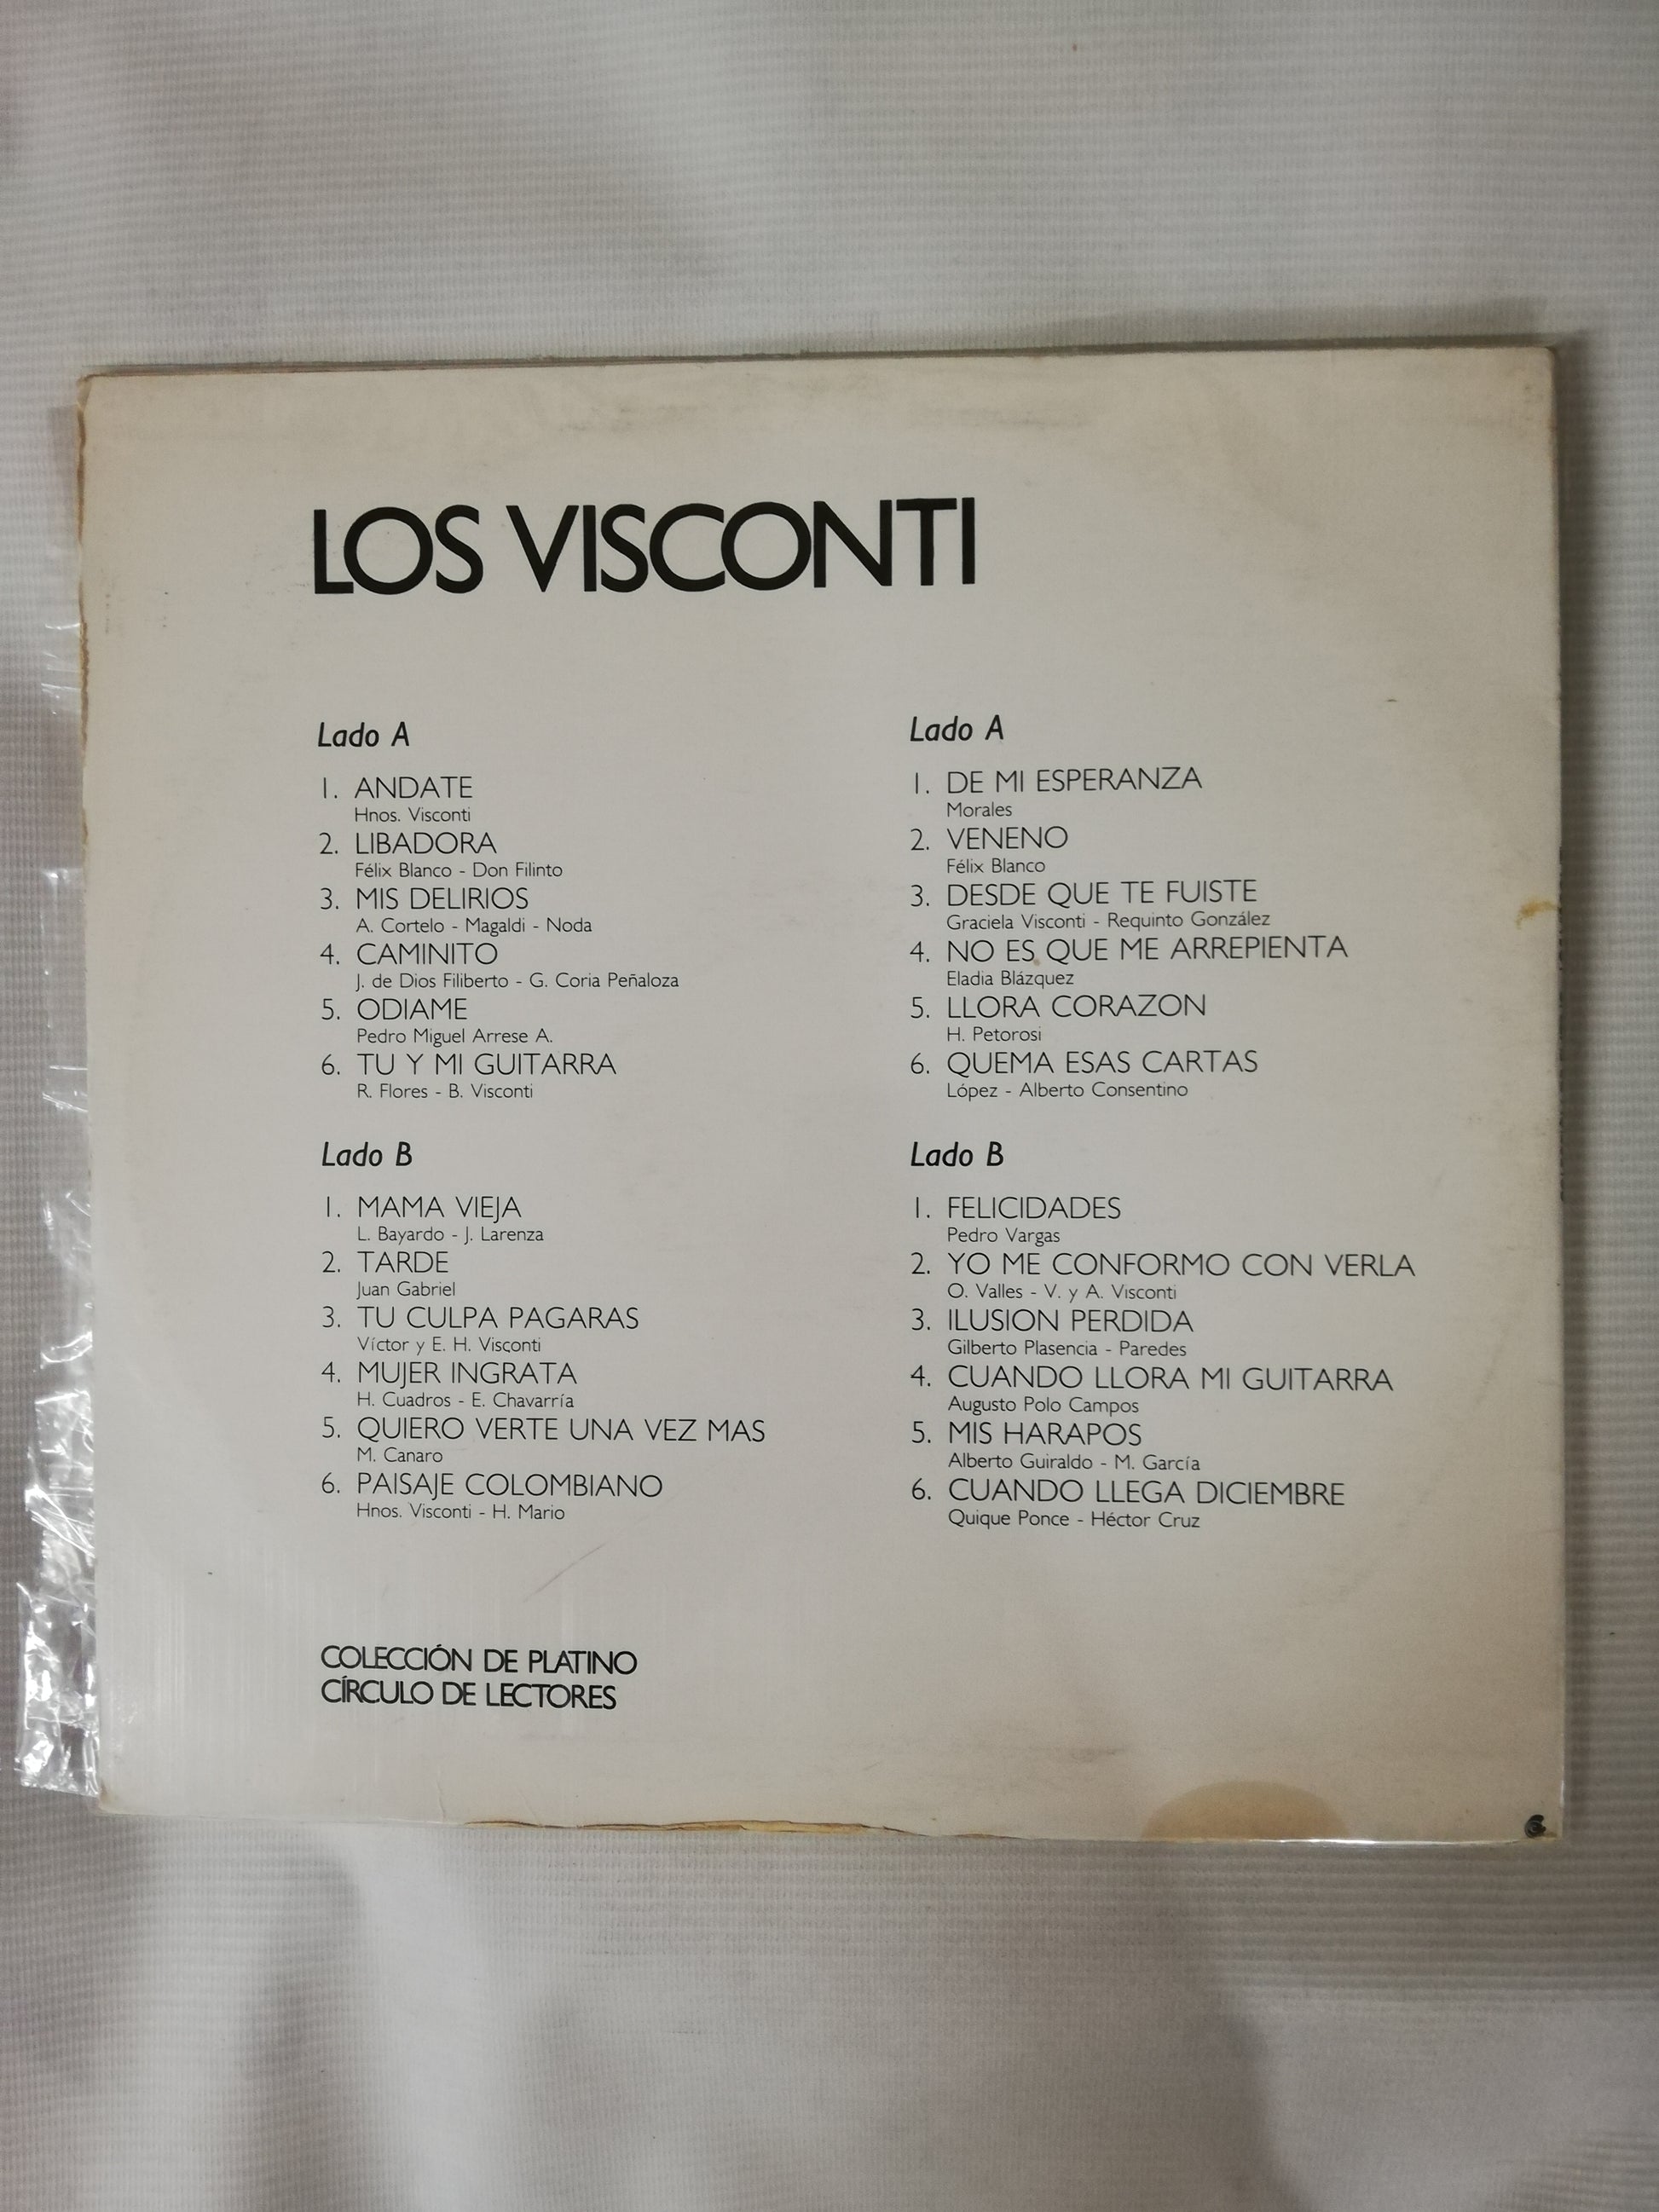 LOS VISCONTI
Lado A
1. ANDATE
Hnos. Visconti
2. LIBADORA
Félix Blanco - Don Filinto
3. MIS DELIRIOS
A. Cortelo - Magaldi - Noda
4. CAMINITO
J. de Dios Filiberto - G. Coria Peñaloza
5. ODIAME
Pedro Miguel Arrese A.
6. TU Y MI GUITARRA
R. Flores - B. Visconti
Lado B
1. MAMA VIEJA
L. Bayardo - J. Larenza
2. TARDE
Juan Gabriel
3. TU CULPA PAGARAS
Víctor y E. H. Visconti
4. MUJER INGRATA
H. Cuadros - E. Chavarría
5. QUIERO VERTE UNA VEZ MAS
M. Canaro
6. PAISAJE COLOMBIANO
Hnos. Visconti - H. Mario
Lado A
1. DE MI ESPERANZA
Morales
2. VENENO
Félix Blanco
3. DESDE QUE TE FUISTE
Graciela Visconti - Requinto González
4. NO ES QUE ME ARREPIENTA
Eladia Blázquez
5. LLORA CORAZON
H. Petorosi
6. QUEMA ESAS CARTAS
López - Alberto Consentino
Lado B
1. FELICIDADES
Pedro Vargas
2. YO ME CONFORMO CON VERLA
O. Valles - V. y A. Visconti
3. ILUSION PERDIDA
Gilberto Plasencia - Paredes
4. CUANDO LLORA MI GUITARRA
Augusto Polo Campos
5. MIS HARAPOS
Alberto Guiraldo - M. García
6. CUANDO LLEGA DICIEMBRE
Quique Ponce - Héctor Cruz
COLECCIÓN DE PLATINO
CÍRCULO DE LECTORES